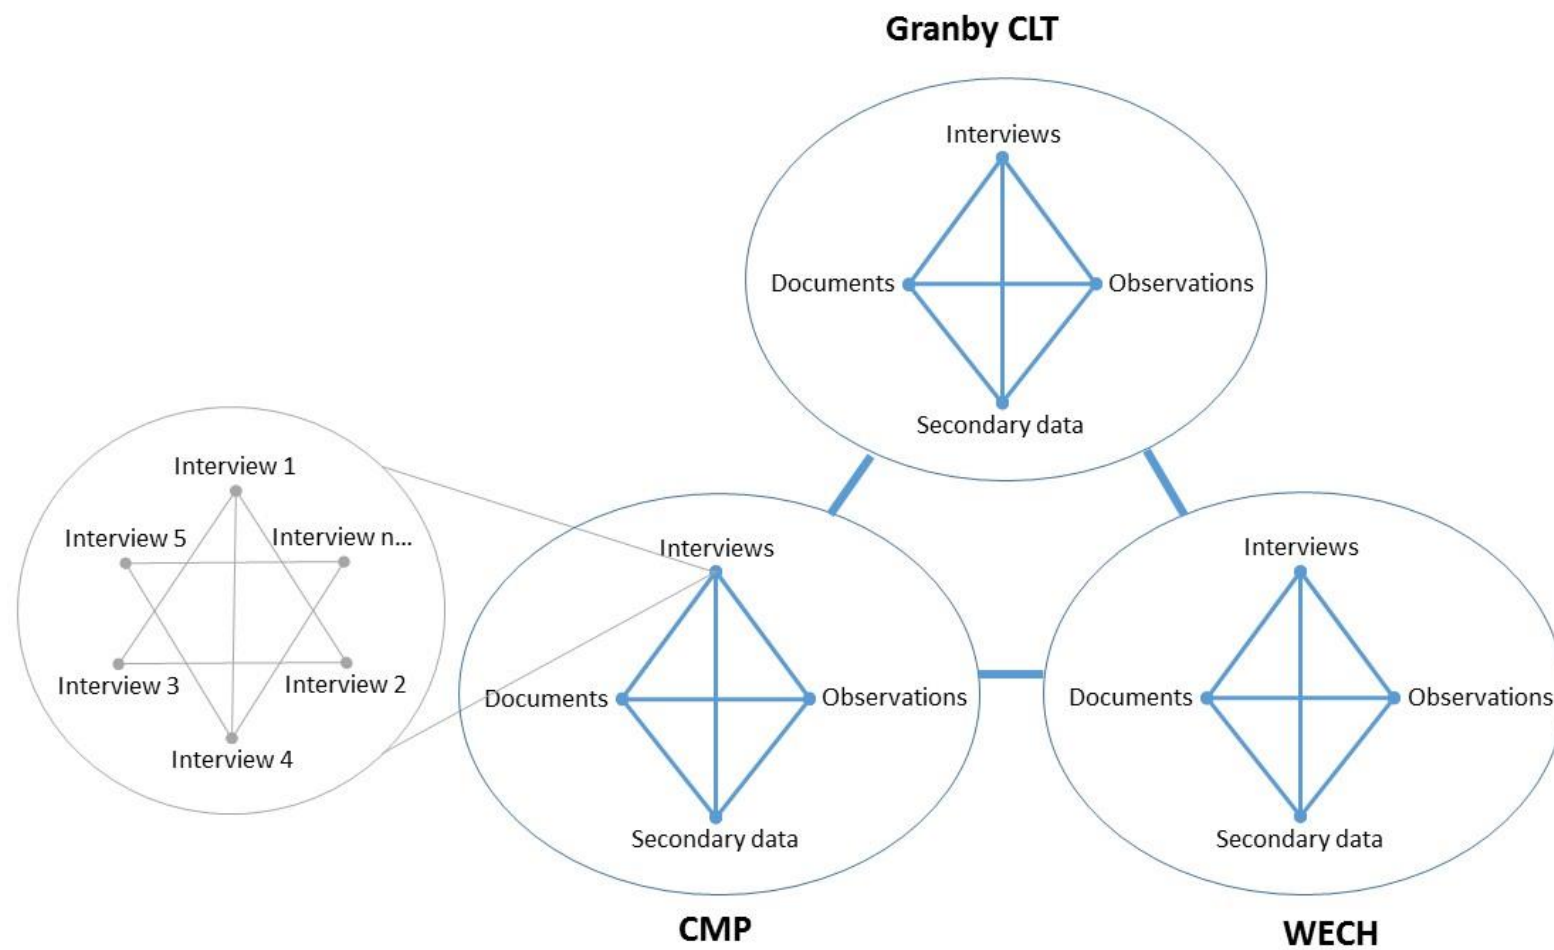 Granby CLT
Interviews
Documents
Observations
Secondary data
Interview 1
Interview 5
Interview n...
Interview 3
Interview 2
Interview 4
Interviews
Documents
Observations
Secondary data
CMP
Interviews
Documents
Observations
Secondary data
WECH